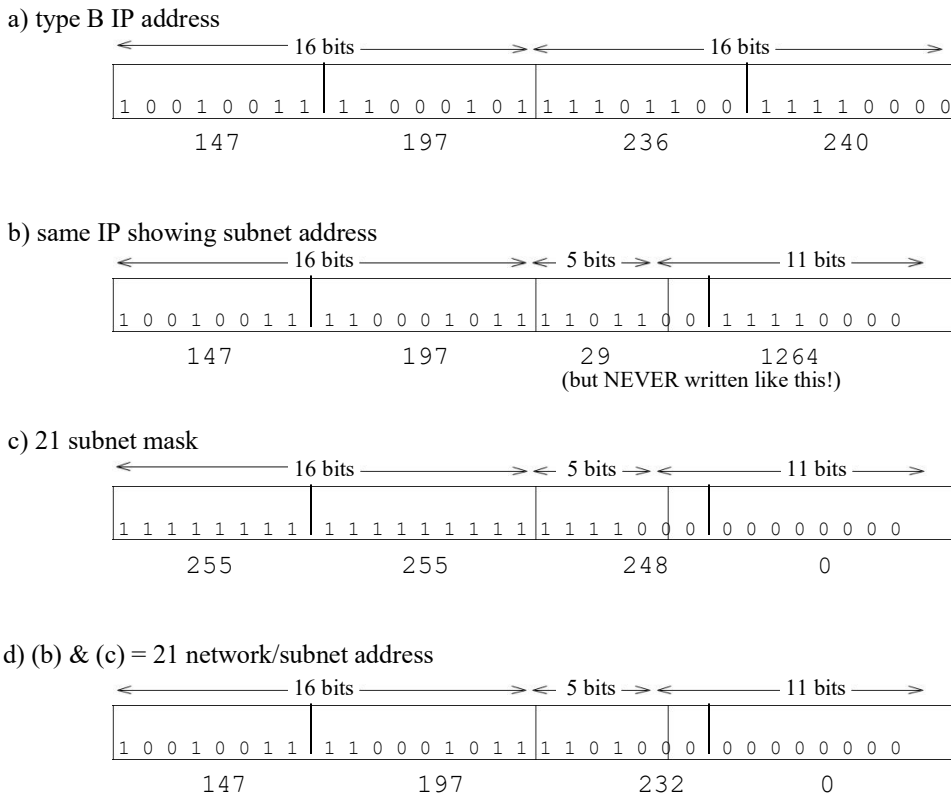 a) type B IP address
16 bits 16 bits
1 0 0 1 0 0 1 1 1 1 0 0 0 1 0 1 1 1 1 0 1 1 0 0 1 1 1 1 0 0 0 0
147 197 236 240
b) same IP showing subnet address
16 bits 5 bits 11 bits
1 0 0 1 0 0 1 1 1 1 0 0 0 1 0 1 1 1 1 0 1 1 0 0 1 1 1 1 0 0 0 0
147 197 29 1264
(but NEVER written like this!)
c) 21 subnet mask
16 bits 5 bits 11 bits
1 1 1 1 1 1 1 1 1 1 1 1 1 1 1 1 1 1 1 1 1 0 0 0 0 0 0 0 0 0 0 0
255 255 248 0
d) (b) & (c) = 21 network/subnet address
16 bits 5 bits 11 bits
1 0 0 1 0 0 1 1 1 1 0 0 0 1 0 1 1 1 1 0 1 0 0 0 0 0 0 0 0 0 0 0
147 197 232 0